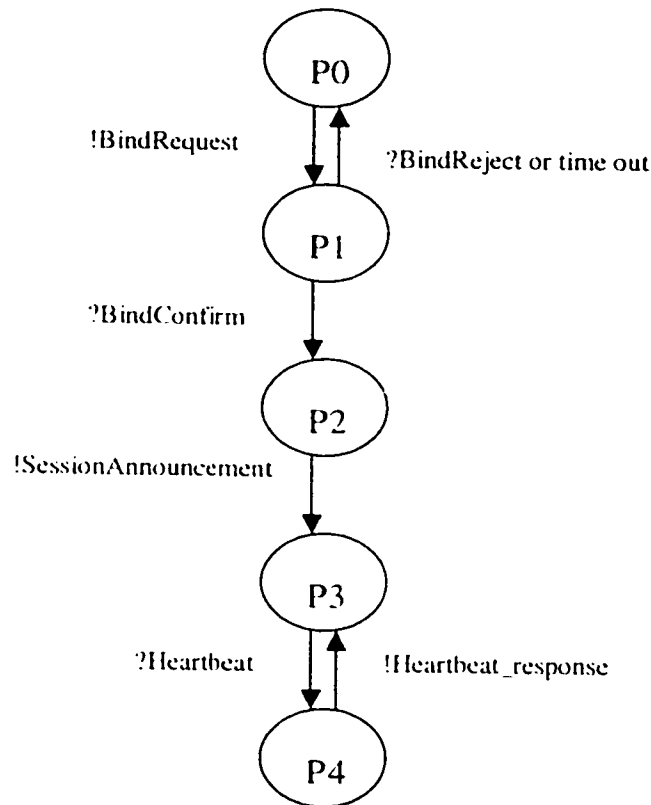 P0
!BindRequest
?BindReject or time out
P1
?BindConfirm
P2
!SessionAnnouncement
P3
?Heartbeat
!Heartbeat_response
P4